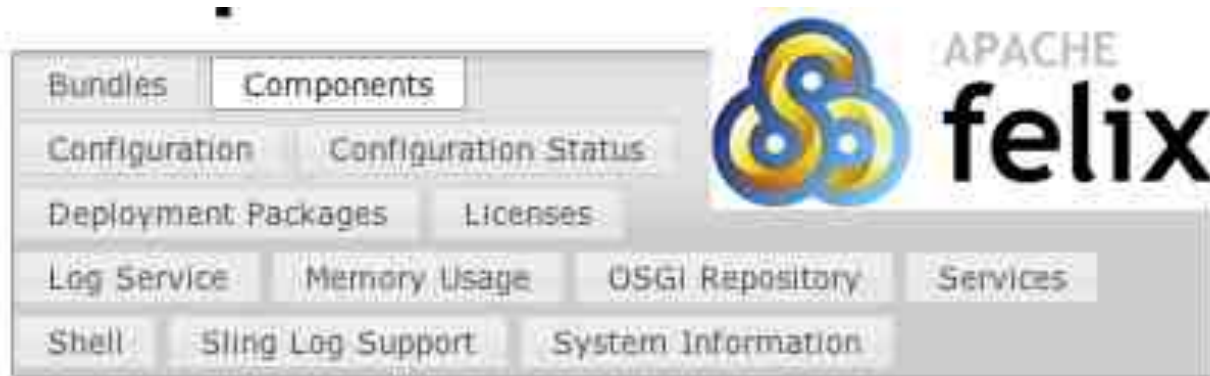 Bundles Components
APACHE
felix
Configuration Configuration Status
Deployment Packages Licenses
Log Service Memory Usage OSGI Repository Services
Shell Sling Log Support System Information